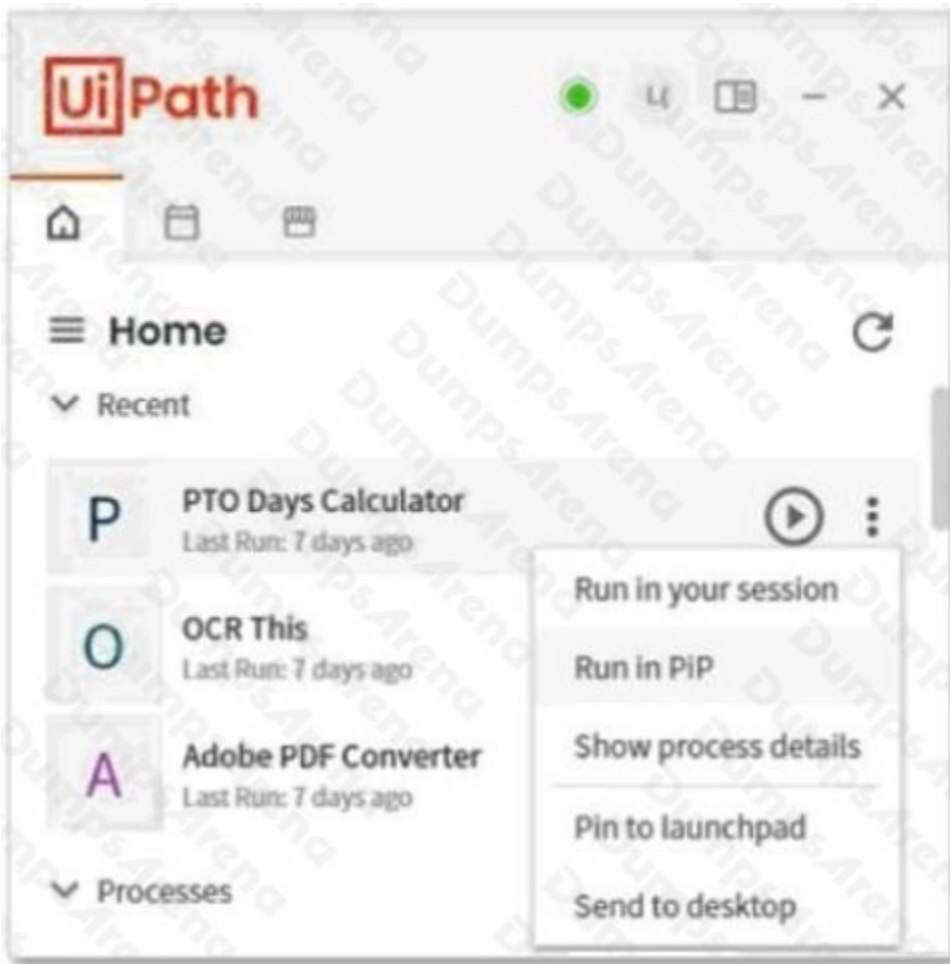 UiPath
Home
Recent
P PTO Days Calculator
Last Run: 7 days ago
Run in your session
O OCR This
Last Run: 7 days ago
Run in PiP
Show process details
A Adobe PDF Converter
Last Run: 7 days ago
Pin to launchpad
Processes
Send to desktop
DumpsArena